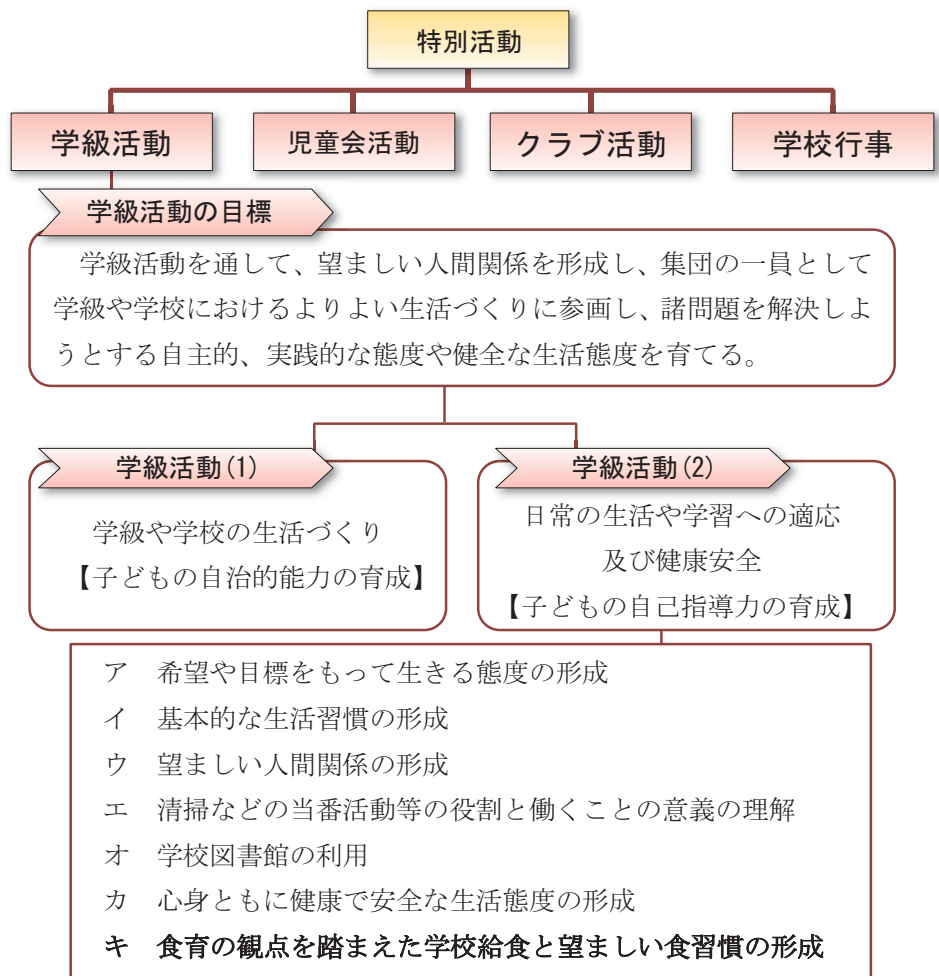 特別活動
学級活動
児童会活動
クラブ活動
学校行事
学級活動の目標
学級活動を通して、望ましい人間関係を形成し、集団の一員として
学級や学校におけるよりよい生活づくりに参画し、諸問題を解決しよ
うとする自主的、実践的な態度や健全な生活態度を育てる。
学級活動(1)
学級や学校の生活づくり
【子どもの自治的能力の育成】
学級活動(2)
日常の生活や学習への適応
及び健康安全
【子どもの自己指導力の育成】
ア 希望や目標をもって生きる態度の形成
イ 基本的な生活習慣の形成
ウ 望ましい人間関係の形成
エ 清掃などの当番活動等の役割と働くことの意義の理解
オ 学校図書館の利用
カ 心身ともに健康で安全な生活態度の形成
キ 食育の観点を踏まえた学校給食と望ましい食習慣の形成